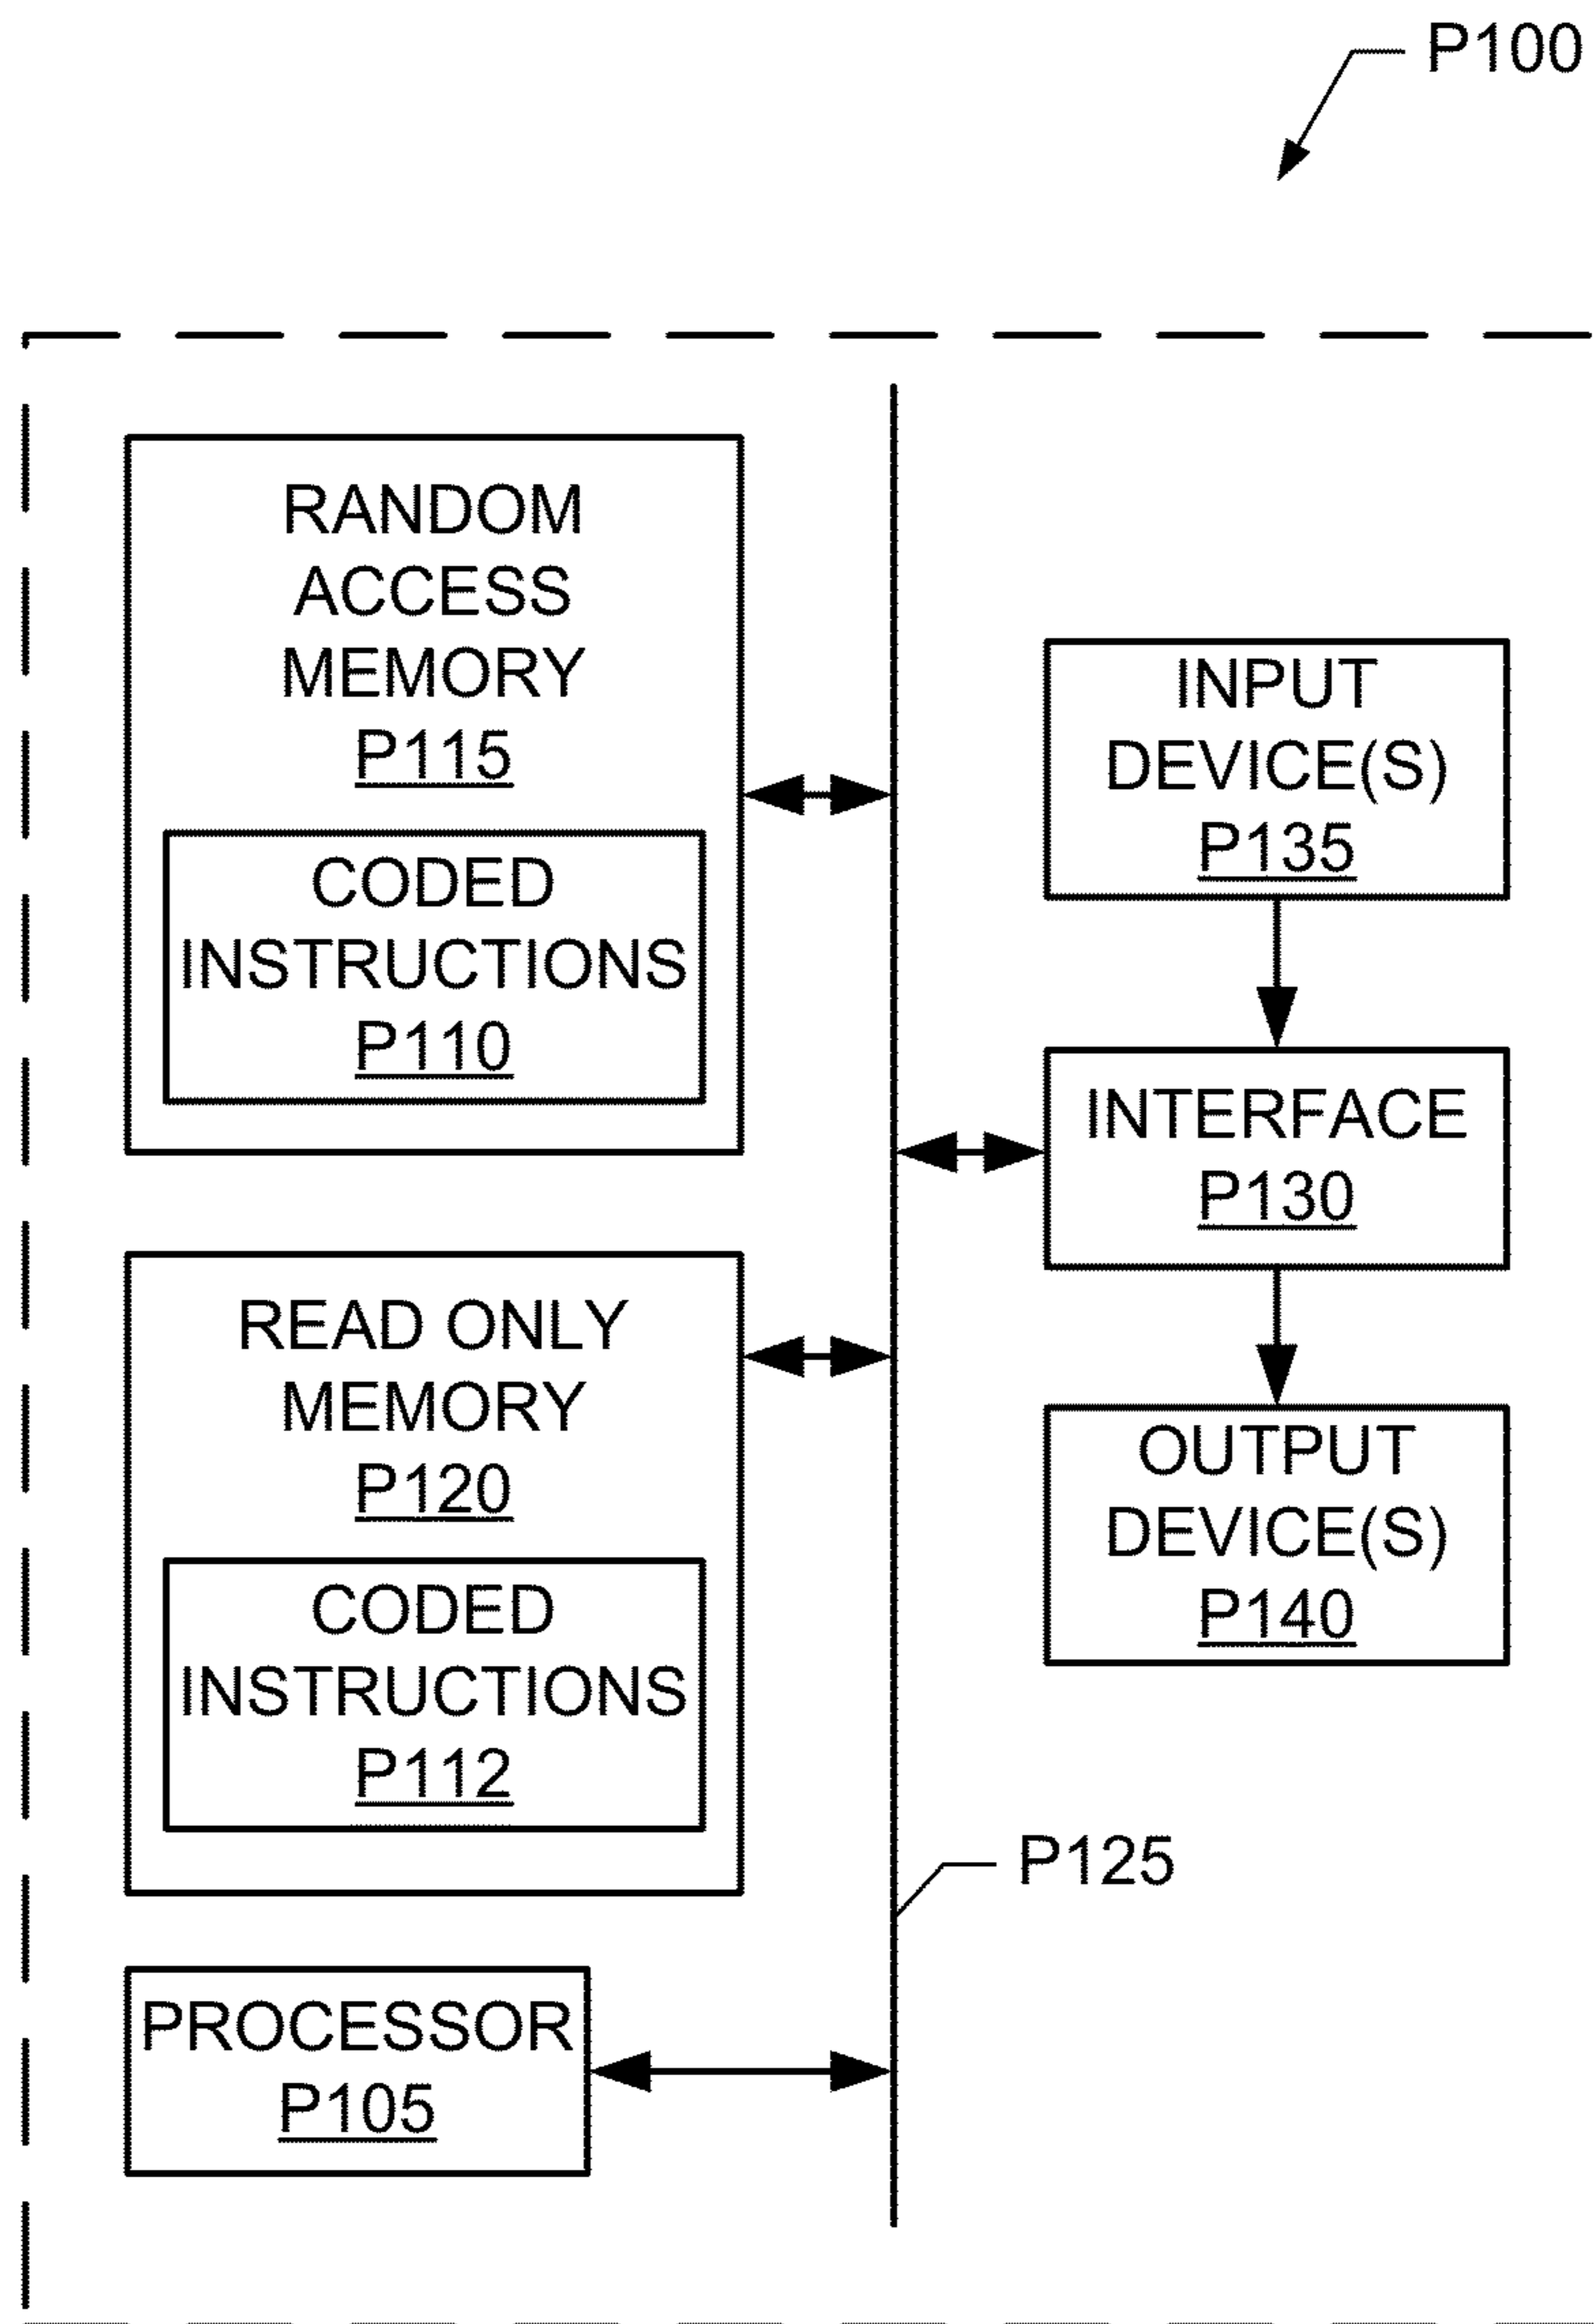 P100
RANDOM
ACCESS
MEMORY
P115
CODED
INSTRUCTIONS
P110
READ ONLY
MEMORY
P120
CODED
INSTRUCTIONS
P112
PROCESSOR
P105
INPUT
DEVICE(S)
P135
INTERFACE
P130
OUTPUT
DEVICE(S)
P140
P125